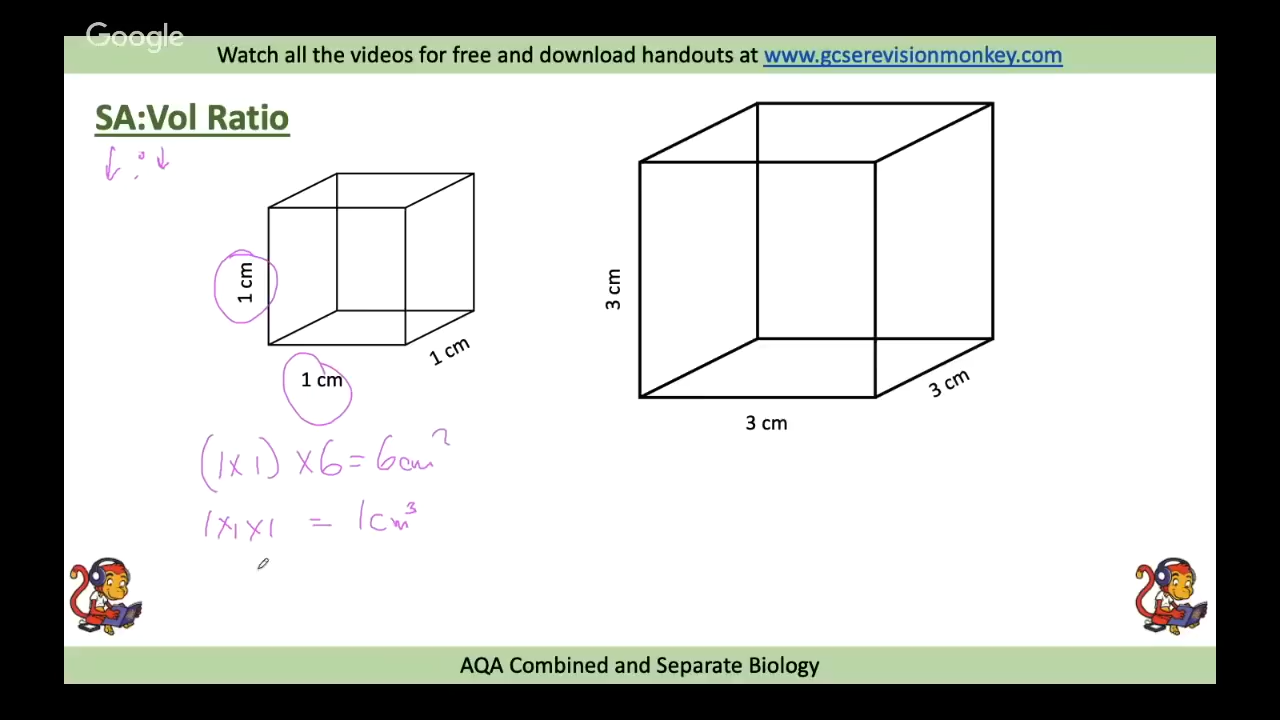 Google
Watch all the videos for free and download handouts at www.gcserevisionmonkey.com
SA:Vol Ratio
↓ : ↓
1 cm
1 cm
1 cm
3 cm
3 cm
3 cm
(1x1) x6=6cm²
1x1x1 = 1cm³
AQA Combined and Separate Biology